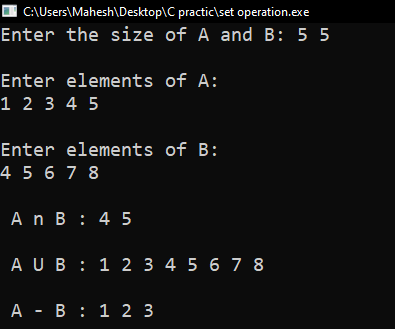 C:\Users\Mahesh\Desktop\C practic\set operation.exe
Enter the size of A and B: 5 5
Enter elements of A:
1 2 3 4 5
Enter elements of B:
4 5 6 7 8
A n B : 4 5
A U B : 1 2 3 4 5 6 7 8
A - B : 1 2 3